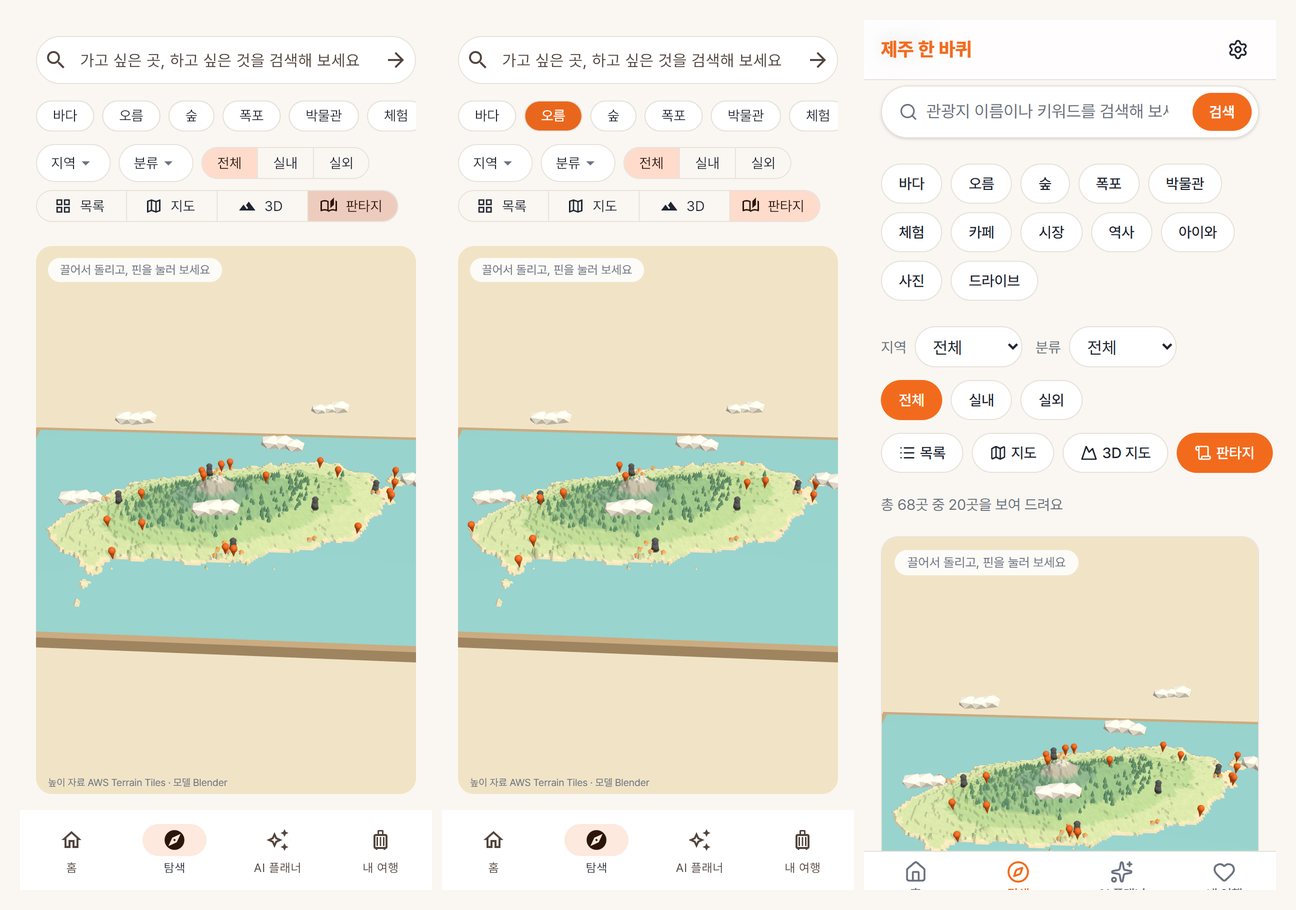 가고 싶은 곳, 하고 싶은 것을 검색해 보세요
바다 오름 숲 폭포 박물관 체험
지역 분류 전체 실내 실외
목록 지도 3D 판타지
끌어서 돌리고, 핀을 눌러 보세요
높이 자료 AWS Terrain Tiles · 모델 Blender
홈 탐색 AI 플래너 내 여행
가고 싶은 곳, 하고 싶은 것을 검색해 보세요
바다 오름 숲 폭포 박물관 체험
지역 분류 전체 실내 실외
목록 지도 3D 판타지
끌어서 돌리고, 핀을 눌러 보세요
높이 자료 AWS Terrain Tiles · 모델 Blender
홈 탐색 AI 플래너 내 여행
제주 한 바퀴
관광지 이름이나 키워드를 검색해 검색
바다 오름 숲 폭포 박물관
체험 카페 시장 역사 아이와
사진 드라이브
지역 전체 분류 전체
전체 실내 실외
목록 지도 3D 지도 판타지
총 68곳 중 20곳을 보여 드려요
끌어서 돌리고, 핀을 눌러 보세요